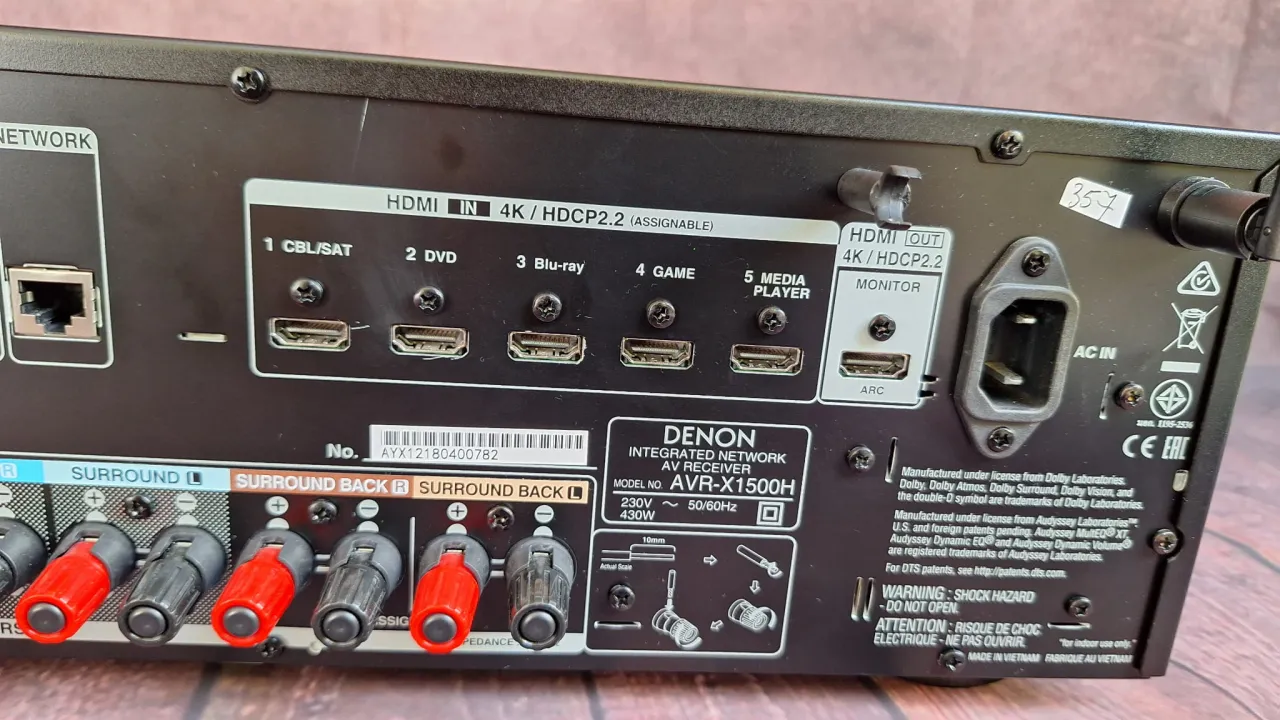 NETWORK
HDMI IN 4K / HDCP2.2 (ASSIGNABLE)
1 CBL/SAT
2 DVD
3 Blu-ray
4 GAME
5 MEDIA
PLAYER
HDMI OUT
4K / HDCP2.2
MONITOR
ARC
357
AC IN
CE EAC
No.
AYX12180400782
DENON
INTEGRATED NETWORK
AV RECEIVER
MODEL NO. AVR-X1500H
230V ~ 50/60Hz
430W
R
SURROUND L
SURROUND BACK R
SURROUND BACK L
+ − + − + −
10mm
Actual Scale
Manufactured under license from Dolby Laboratories.
Dolby, Dolby Atmos, Dolby Surround, Dolby Vision, and
the double-D symbol are trademarks of Dolby Laboratories.
Manufactured under license from Audyssey Laboratories™.
U.S. and foreign patents pending. Audyssey MultEQ® XT,
Audyssey Dynamic EQ® and Audyssey Dynamic Volume®
are registered trademarks of Audyssey Laboratories.
For DTS patents, see http://patents.dts.com.
WARNING : SHOCK HAZARD
- DO NOT OPEN.
ATTENTION : RISQUE DE CHOC
ELECTRIQUE - NE PAS OUVRIR.
"for indoor use only."
MADE IN VIETNAM FABRIQUE AU VIETNAM